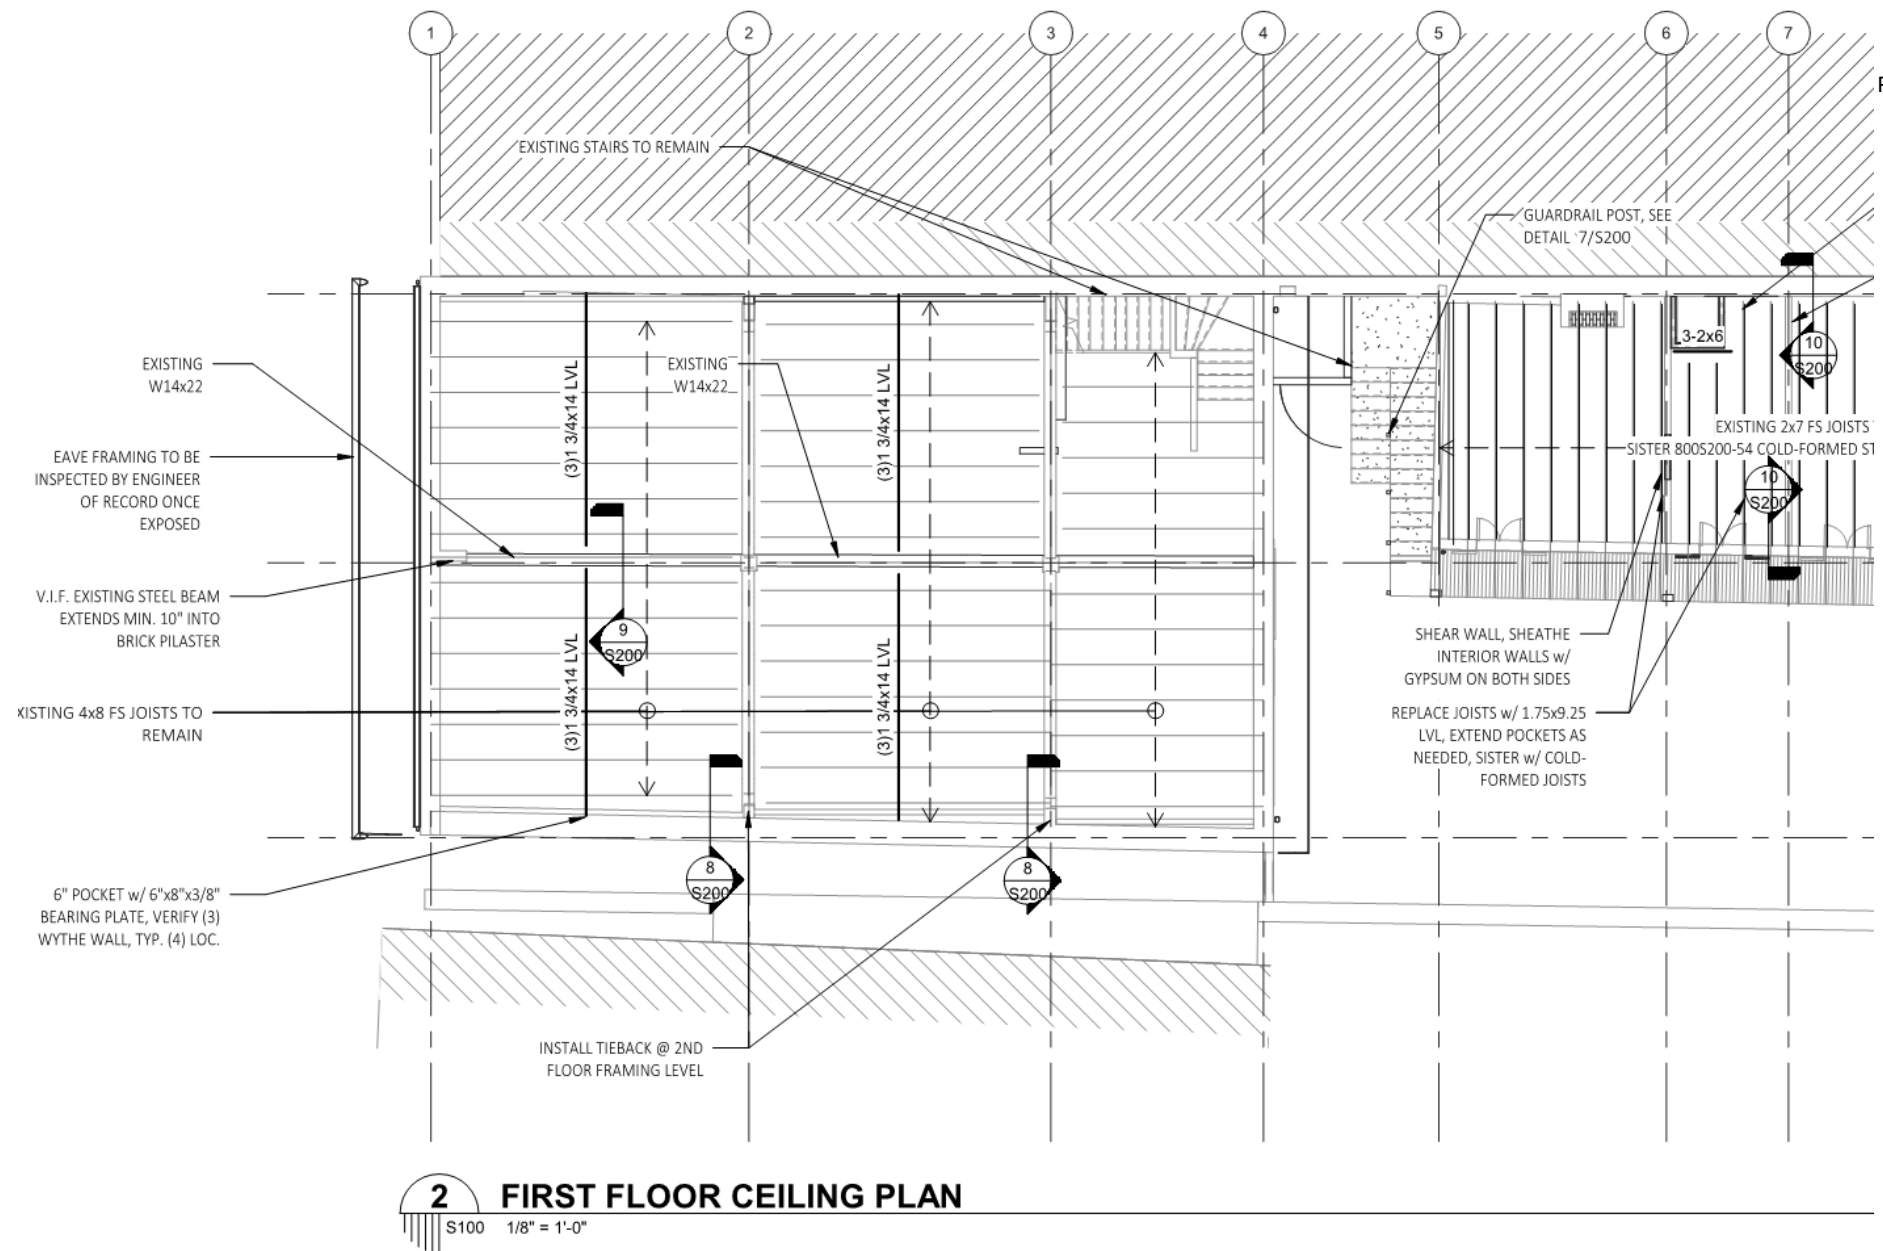 1
2
3
4
5
6
7
EXISTING STAIRS TO REMAIN
GUARDRAIL POST, SEE
DETAIL 7/S200
EXISTING
W14x22
EAVE FRAMING TO BE
INSPECTED BY ENGINEER
OF RECORD ONCE
EXPOSED
V.I.F. EXISTING STEEL BEAM
EXTENDS MIN. 10" INTO
BRICK PILASTER
XISTING 4x8 FS JOISTS TO
REMAIN
6" POCKET w/ 6"x8"x3/8"
BEARING PLATE, VERIFY (3)
WYTHE WALL, TYP. (4) LOC.
(3)1 3/4x14 LVL
(3)1 3/4x14 LVL
9
S200
EXISTING
W14x22
(3)1 3/4x14 LVL
(3)1 3/4x14 LVL
8
S200
8
S200
INSTALL TIEBACK @ 2ND
FLOOR FRAMING LEVEL
3-2x6
10
S200
EXISTING 2x7 FS JOISTS
SISTER 800S200-54 COLD-FORMED ST
10
S200
SHEAR WALL, SHEATHE
INTERIOR WALLS w/
GYPSUM ON BOTH SIDES
REPLACE JOISTS w/ 1.75x9.25
LVL, EXTEND POCKETS AS
NEEDED, SISTER w/ COLD-
FORMED JOISTS
2
FIRST FLOOR CEILING PLAN
S100
1/8" = 1'-0"